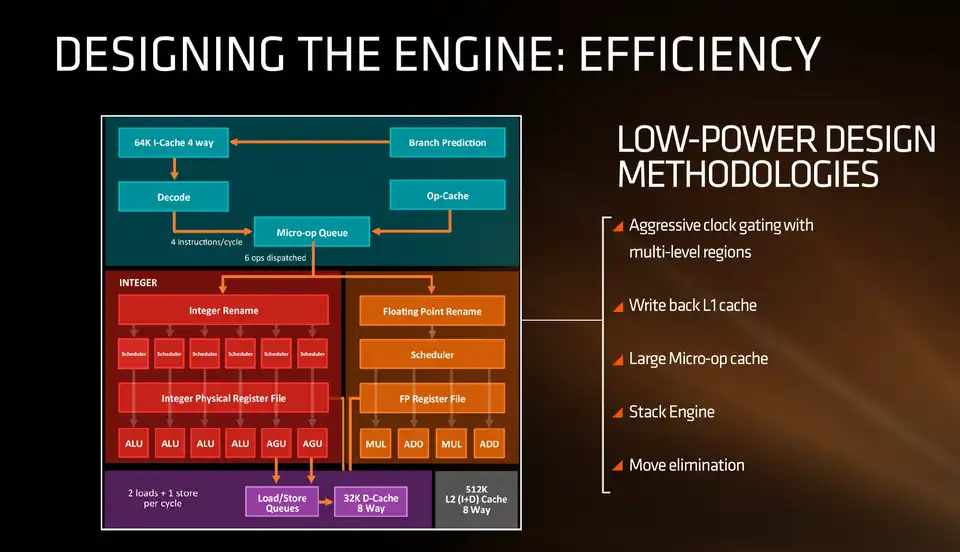 DESIGNING THE ENGINE: EFFICIENCY
64K I-Cache 4 way
Branch Prediction
Decode
Op-Cache
4 instructions/cycle
Micro-op Queue
6 ops dispatched
INTEGER
Integer Rename
Floating Point Rename
Scheduler
Scheduler
Scheduler
Scheduler
Scheduler
Scheduler
Scheduler
Integer Physical Register File
FP Register File
ALU
ALU
ALU
ALU
AGU
AGU
MUL
ADD
MUL
ADD
2 loads + 1 store
per cycle
Load/Store
Queues
32K D-Cache
8 Way
512K
L2 (I+D) Cache
8 Way
LOW-POWER DESIGN
METHODOLOGIES
Aggressive clock gating with
multi-level regions
Write back L1 cache
Large Micro-op cache
Stack Engine
Move elimination